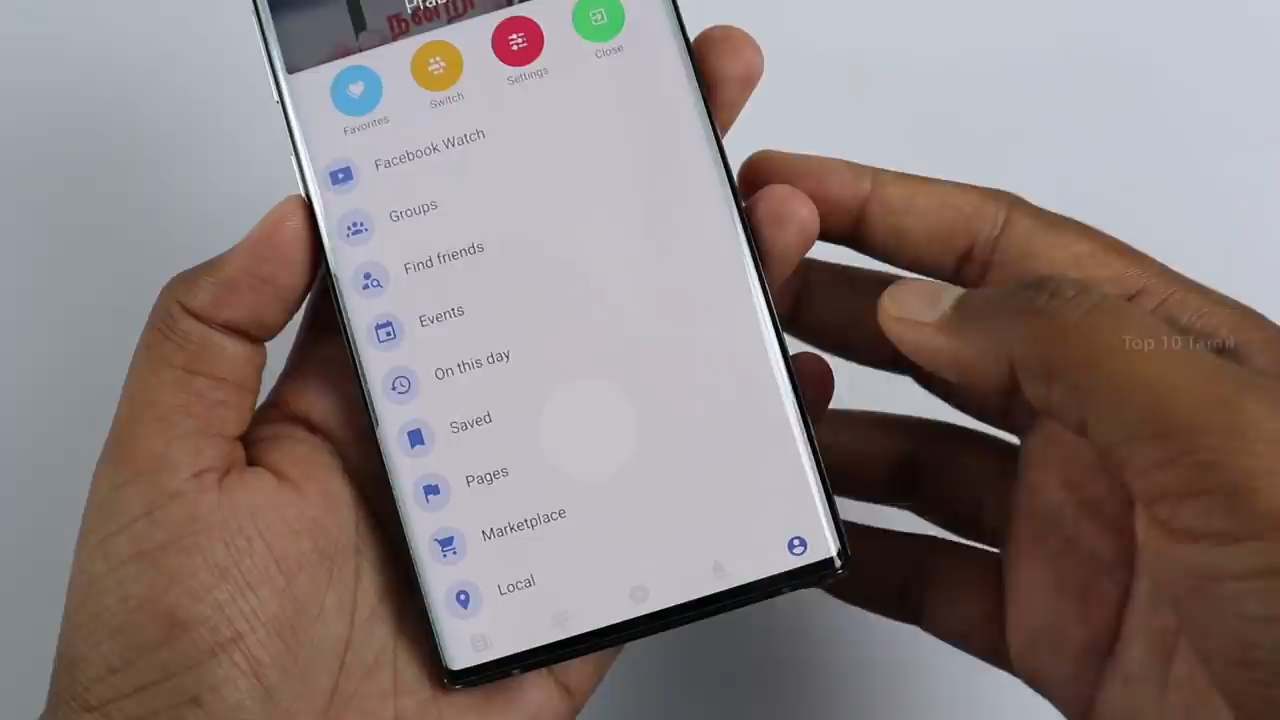 நன்றி
Favorites
Switch
Settings
Close
Facebook Watch
Groups
Find friends
Events
On this day
Saved
Pages
Marketplace
Local
Top 10 Tamil